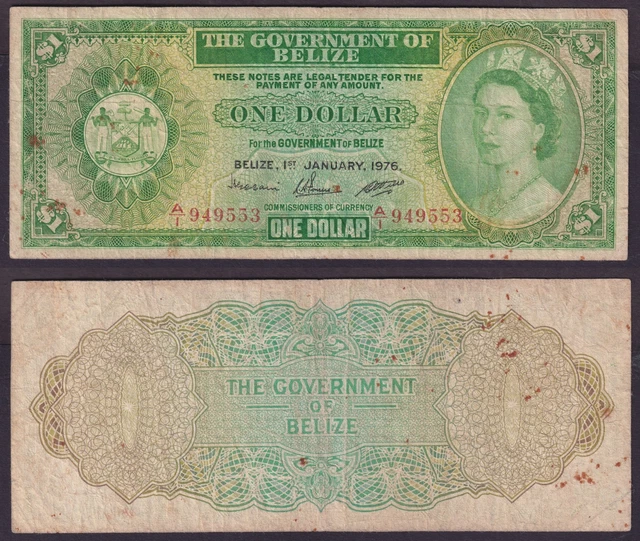 $1
THE GOVERNMENT OF
BELIZE
$1
THESE NOTES ARE LEGAL TENDER FOR THE
PAYMENT OF ANY AMOUNT.
ONE DOLLAR
For the GOVERNMENT OF BELIZE
BELIZE, 1ST JANUARY, 1976.
A/1 949553
COMMISSIONERS OF CURRENCY
A/1 949553
$1
ONE DOLLAR
$1
THE GOVERNMENT
OF
BELIZE